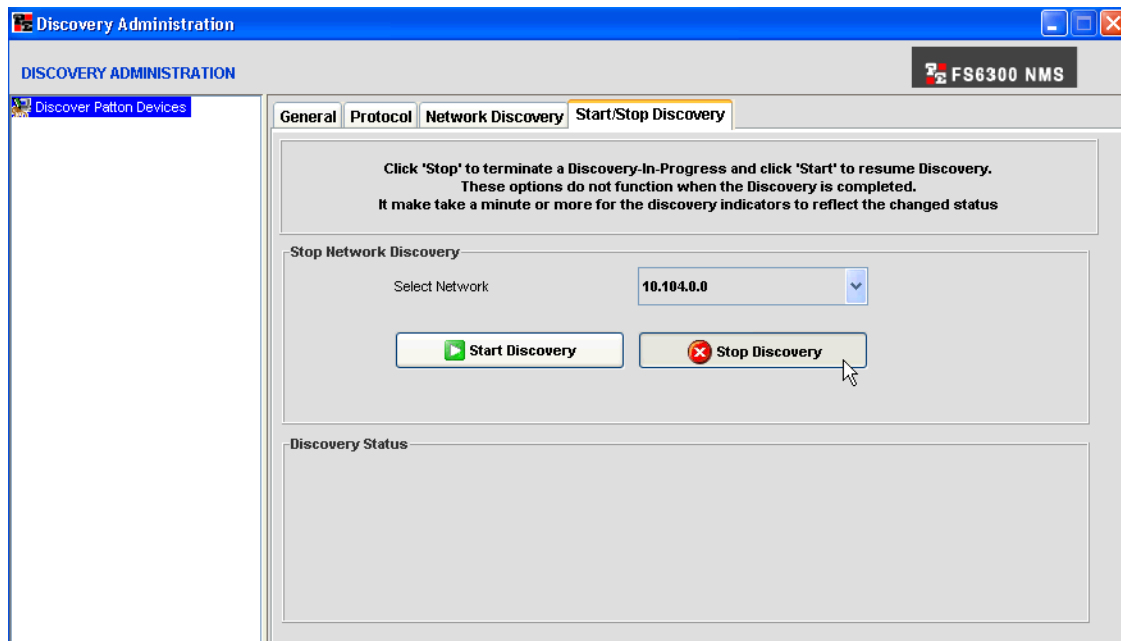 Discovery Administration
DISCOVERY ADMINISTRATION
FS6300 NMS
Discover Patton Devices
General Protocol Network Discovery Start/Stop Discovery
Click 'Stop' to terminate a Discovery-In-Progress and click 'Start' to resume Discovery.
These options do not function when the Discovery is completed.
It make take a minute or more for the discovery indicators to reflect the changed status
Stop Network Discovery
Select Network 10.104.0.0
Start Discovery Stop Discovery
Discovery Status